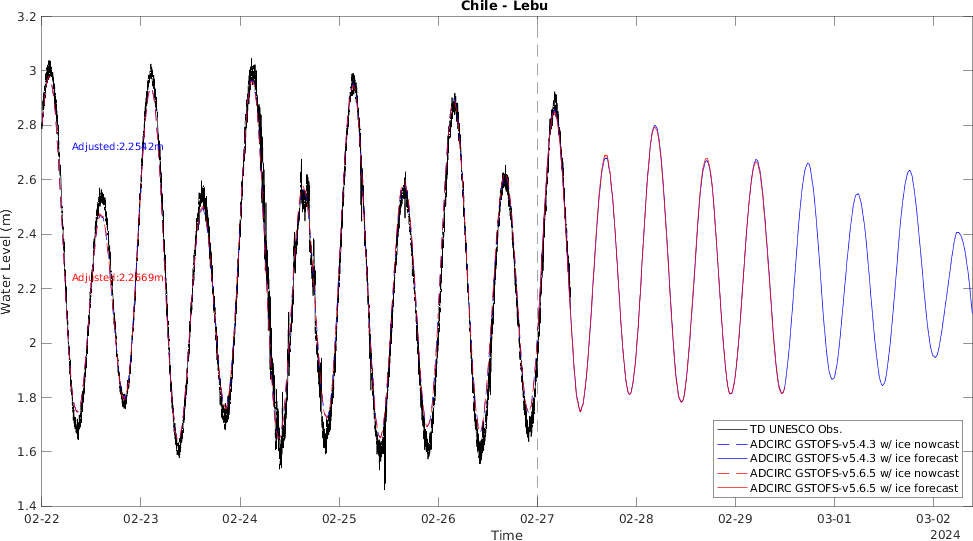 Chile - Lebu
3.2
3
2.8
2.6
2.4
2.2
2
1.8
1.6
1.4
Water Level (m)
Adjusted:2.2542m
Adjusted:2.2669m
TD UNESCO Obs.
ADCIRC GSTOFS-v5.4.3 w/ ice nowcast
ADCIRC GSTOFS-v5.4.3 w/ ice forecast
ADCIRC GSTOFS-v5.6.5 w/ ice nowcast
ADCIRC GSTOFS-v5.6.5 w/ ice forecast
02-22 02-23 02-24 02-25 02-26 02-27 02-28 02-29 03-01 03-02
Time
2024